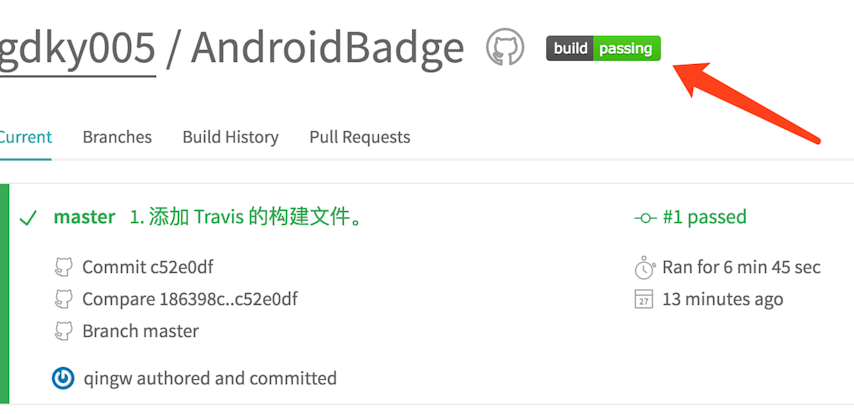 gdky005 / AndroidBadge build passing
Current Branches Build History Pull Requests
master 1. 添加 Travis 的构建文件。 #1 passed
Commit c52e0df Ran for 6 min 45 sec
Compare 186398c..c52e0df 27 13 minutes ago
Branch master
qingw authored and committed